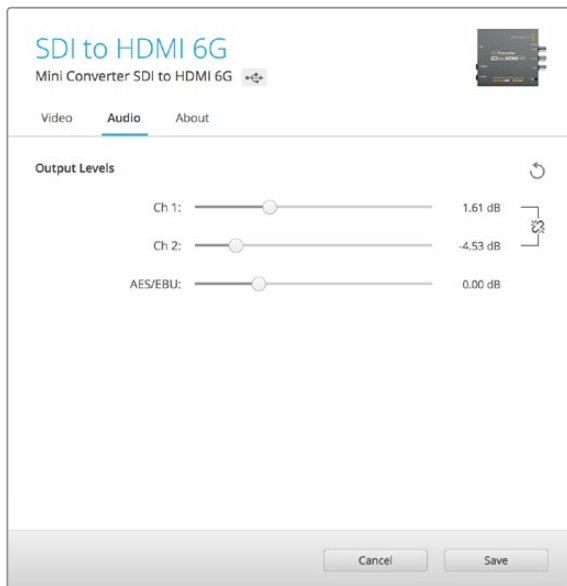 SDI to HDMI 6G
Mini Converter SDI to HDMI 6G
Video Audio About
Output Levels
Ch 1: 1.61 dB
Ch 2: -4.53 dB
AES/EBU: 0.00 dB
Cancel Save